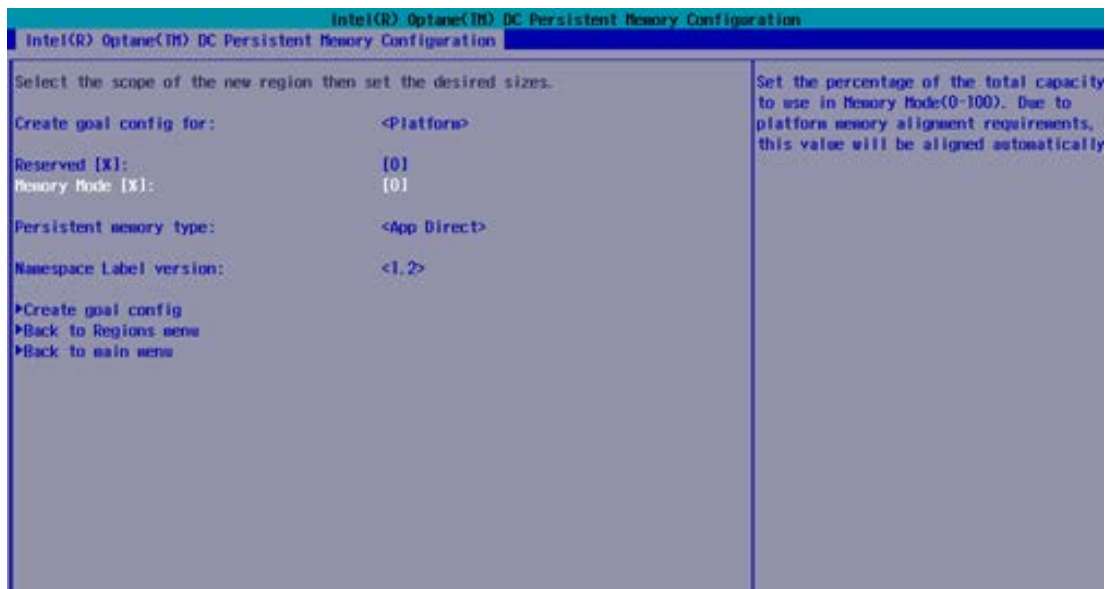 Intel(R) Optane(TM) DC Persistent Memory Configuration
Intel(R) Optane(TM) DC Persistent Memory Configuration
Select the scope of the new region then set the desired sizes.
Create goal config for: <Platform>
Reserved [%]: [0]
Memory Mode [%]: [0]
Persistent memory type: <App Direct>
Namespace Label version: <1.2>
▶Create goal config
▶Back to Regions menu
▶Back to main menu
Set the percentage of the total capacity
to use in Memory Mode(0-100). Due to
platform memory alignment requirements,
this value will be aligned automatically